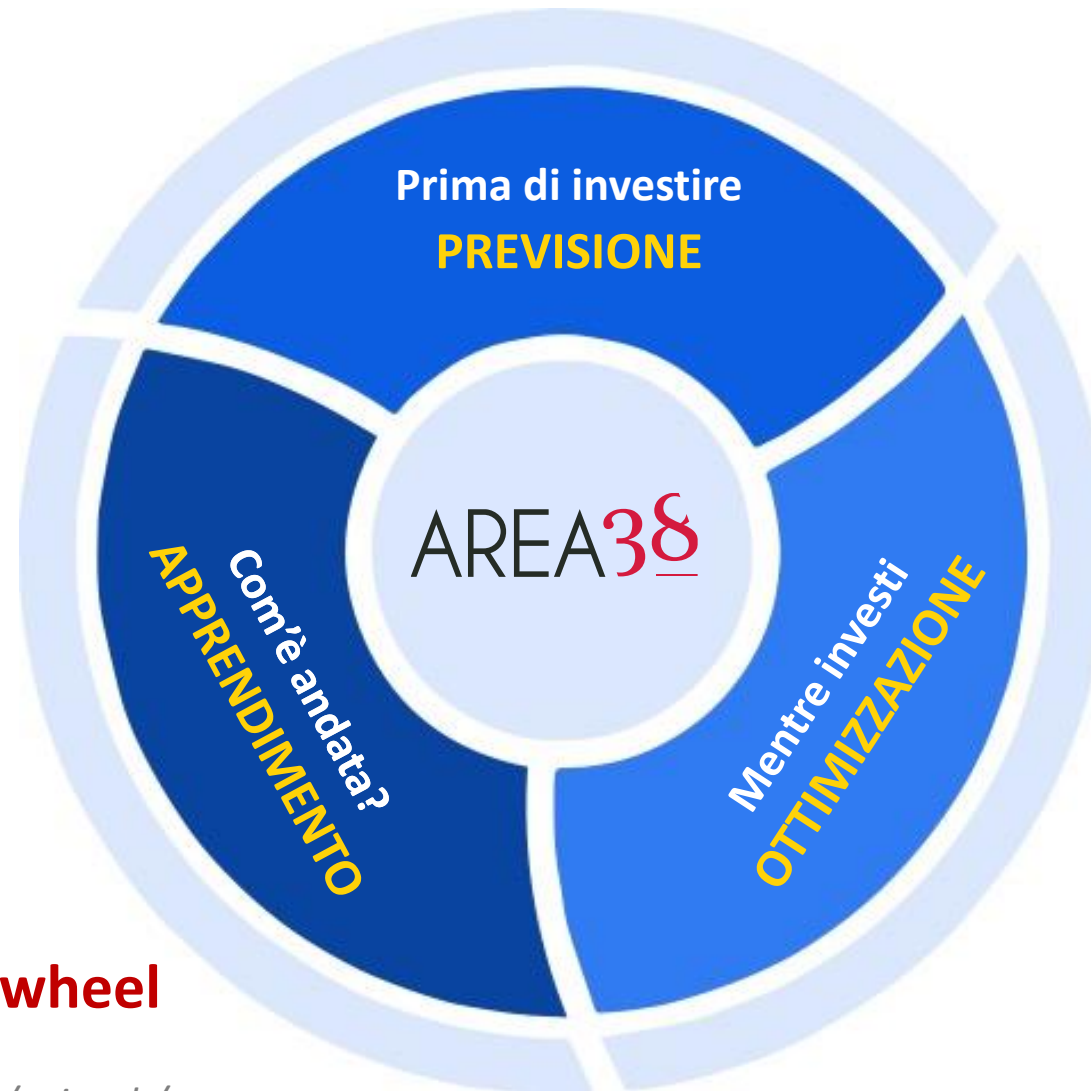 Prima di investire
PREVISIONE
AREA38
Com'è andata?
APPRENDIMENTO
Mentre investi
OTTIMIZZAZIONE
wheel